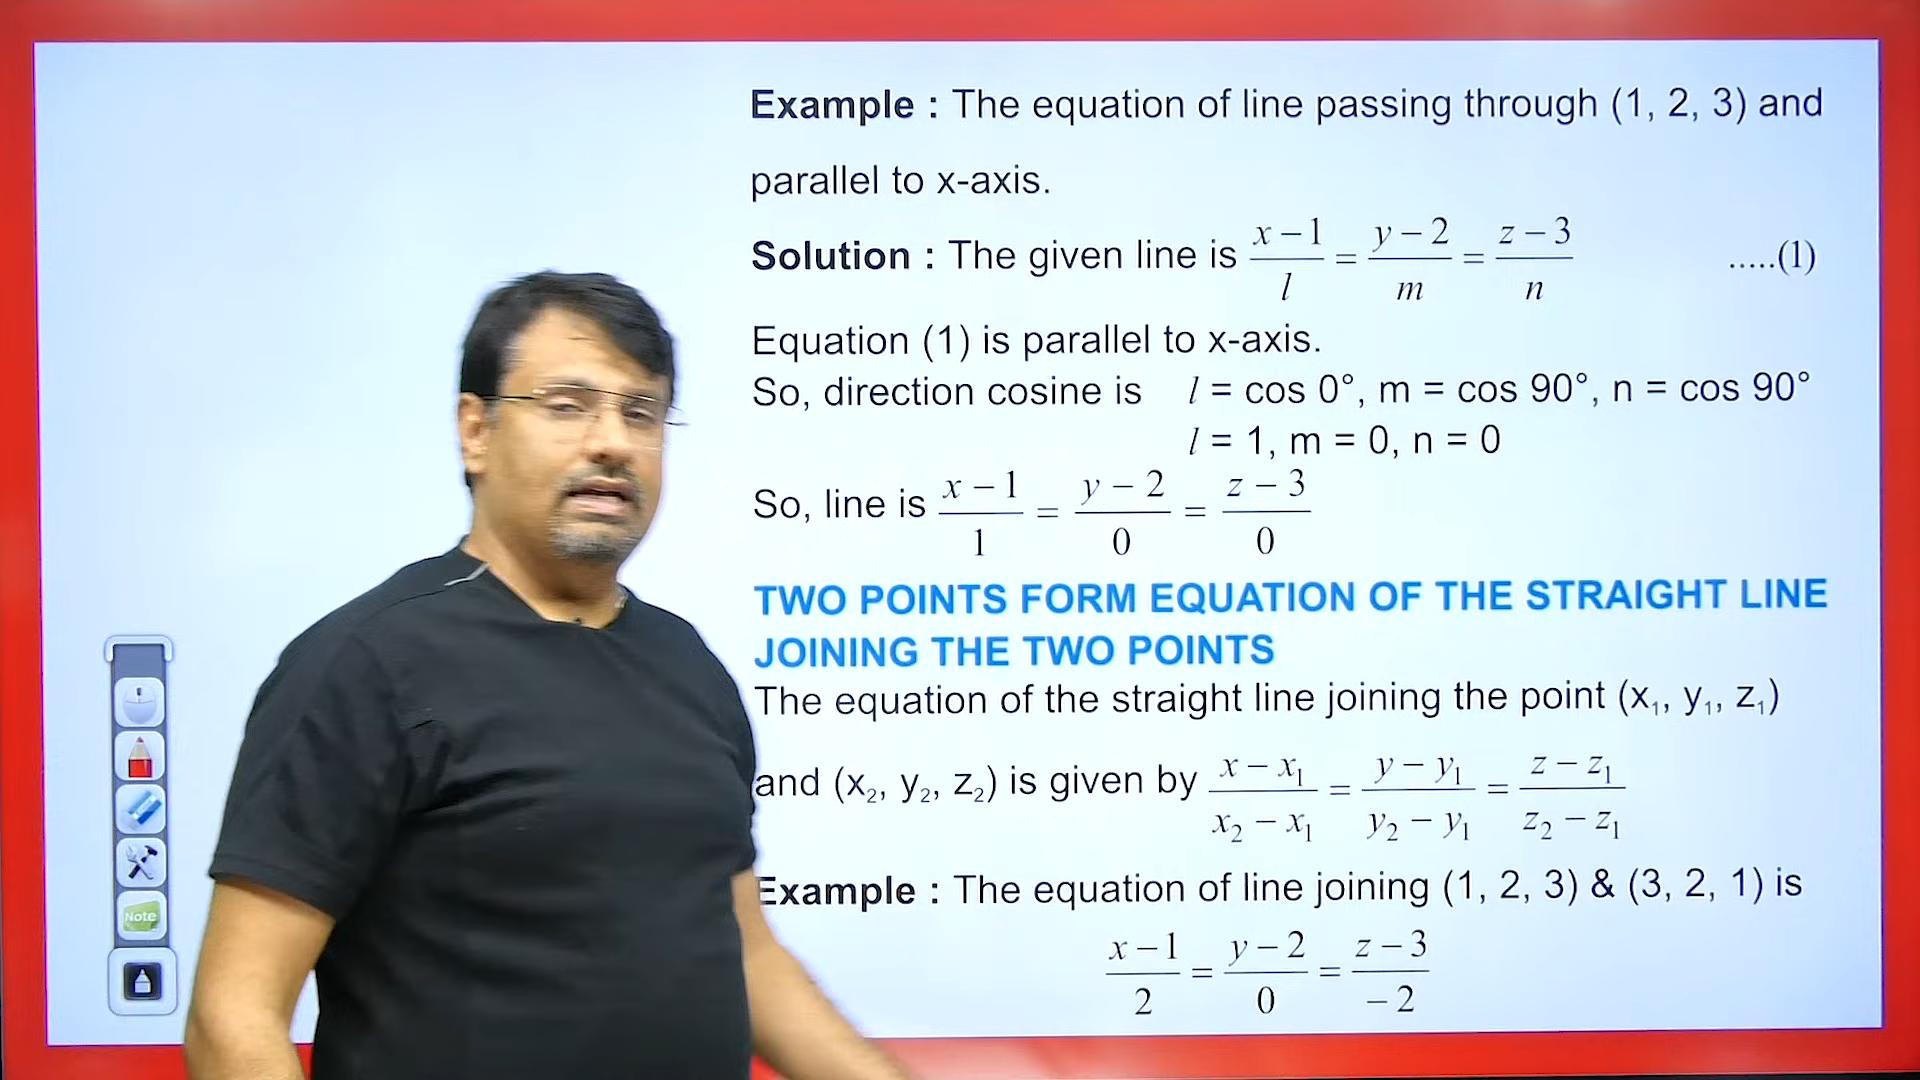 Example : The equation of line passing through (1, 2, 3) and
parallel to x-axis.
Solution : The given line is (x − 1)/l = (y − 2)/m = (z − 3)/n .....(1)
Equation (1) is parallel to x-axis.
So, direction cosine is l = cos 0°, m = cos 90°, n = cos 90°
l = 1, m = 0, n = 0
So, line is (x − 1)/1 = (y − 2)/0 = (z − 3)/0
TWO POINTS FORM EQUATION OF THE STRAIGHT LINE
JOINING THE TWO POINTS
The equation of the straight line joining the point (x₁, y₁, z₁)
and (x₂, y₂, z₂) is given by (x − x₁)/(x₂ − x₁) = (y − y₁)/(y₂ − y₁) = (z − z₁)/(z₂ − z₁)
Example : The equation of line joining (1, 2, 3) & (3, 2, 1) is
(x − 1)/2 = (y − 2)/0 = (z − 3)/−2
Note